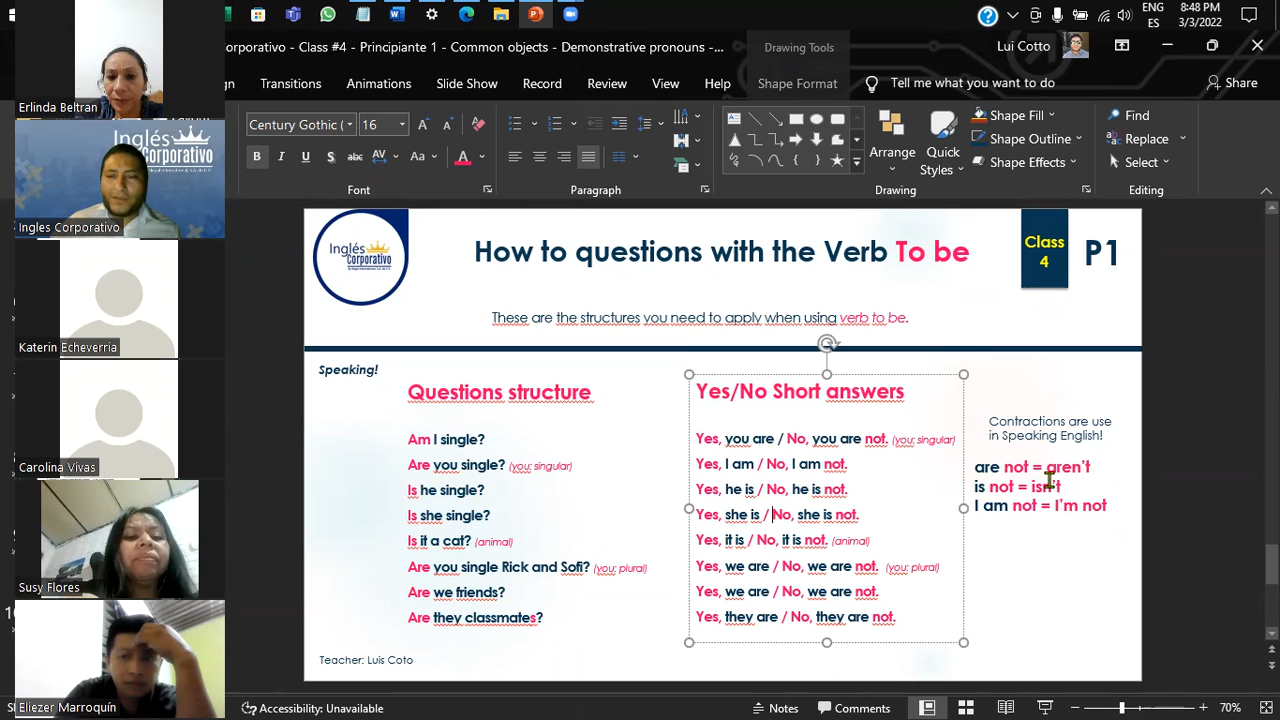 8:48 PM
ENG
ES
3/3/2022
orporativo - Class #4 - Principiante 1 - Common objects - Demonstrative pronouns -...
Drawing Tools
Lui Cotto
Transitions
Animations
Slide Show
Record
Review
View
Help
Shape Format
Tell me what you want to do
Share
Century Gothic (
16
Arrange
Quick
Styles
Shape Fill
Shape Outline
Shape Effects
Find
Replace
Select
Font
Paragraph
Drawing
Editing
Erlinda Beltran
Inglés
Corporativo
Ingles Corporativo
Katerin Echeverria
Carolina Vivas
Susy Flores
Eliezer Marroquín
Inglés
Corporativo
How to questions with the Verb To be
Class
4
P1
These are the structures you need to apply when using verb to be.
Speaking!
Questions structure
Am I single?
Are you single? (you: singular)
Is he single?
Is she single?
Is it a cat? (animal)
Are you single Rick and Sofi? (you: plural)
Are we friends?
Are they classmates?
Yes/No Short answers
Yes, you are / No, you are not. (you: singular)
Yes, I am / No, I am not.
Yes, he is / No, he is not.
Yes, she is / No, she is not.
Yes, it is / No, it is not. (animal)
Yes, we are / No, we are not. (you: plural)
Yes, we are / No, we are not.
Yes, they are / No, they are not.
Contractions are use
in Speaking English!
are not = aren't
is not = isn't
I am not = I'm not
Teacher: Luis Coto
Accessibility: Unavailable
Notes
Comments
70%